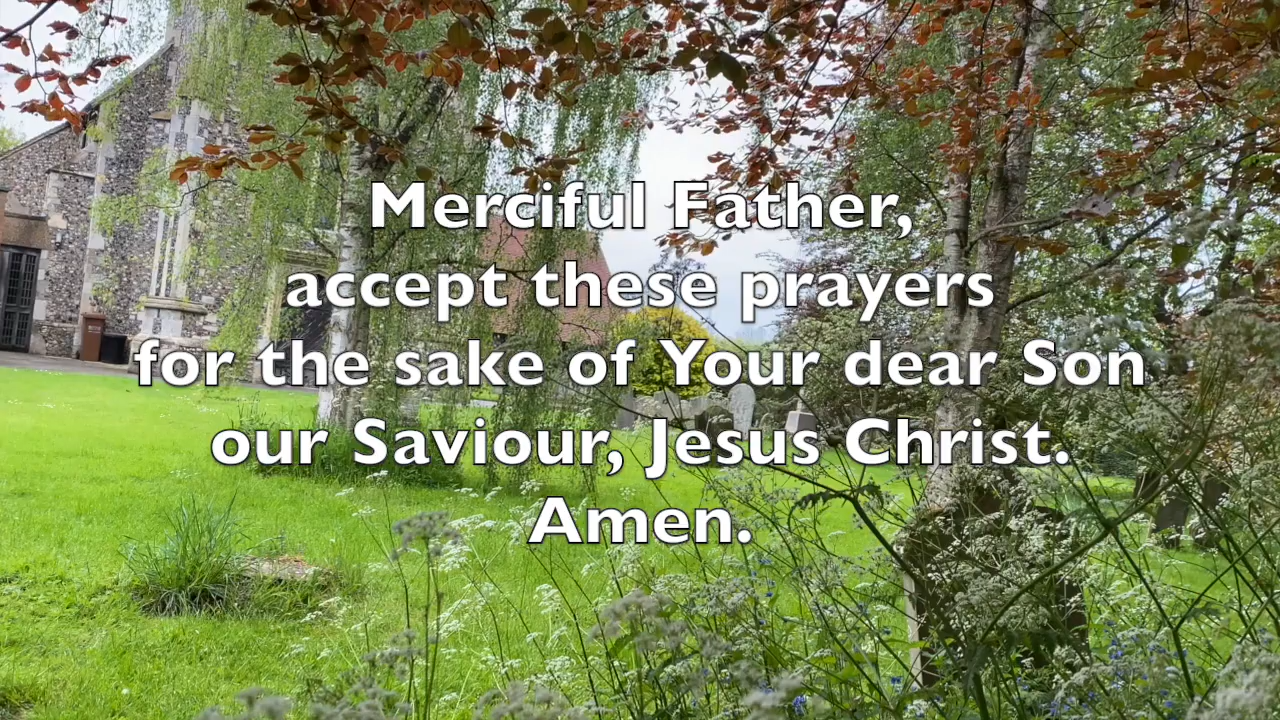 Merciful Father,
accept these prayers
for the sake of Your dear Son
our Saviour, Jesus Christ.
Amen.